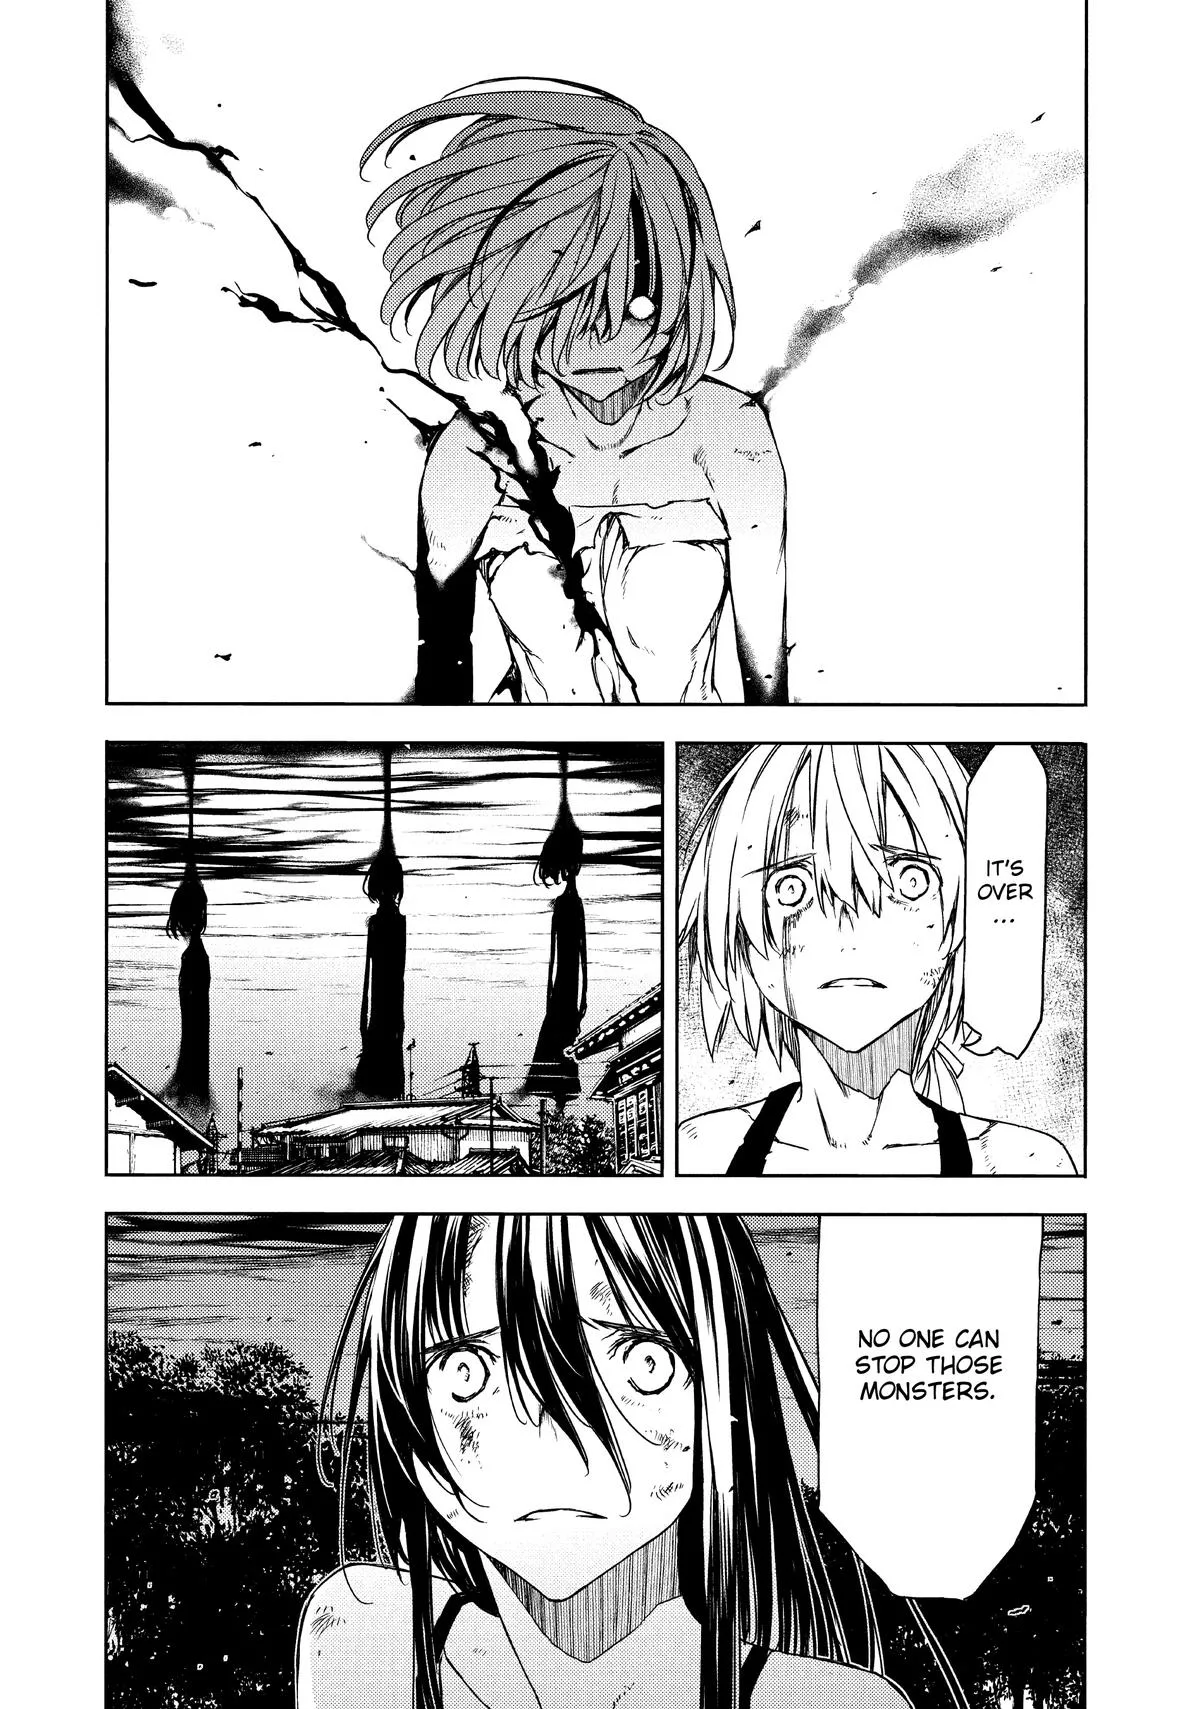 IT'S
OVER
...
NO ONE CAN
STOP THOSE
MONSTERS.